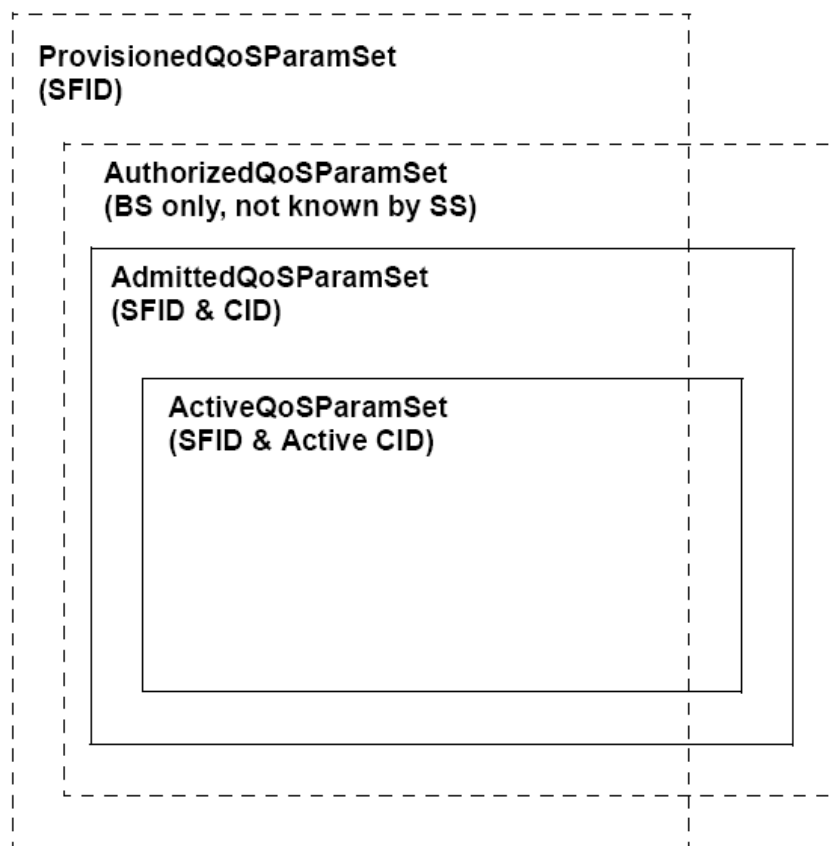 ProvisionedQoSParamSet
(SFID)
AuthorizedQoSParamSet
(BS only, not known by SS)
AdmittedQoSParamSet
(SFID & CID)
ActiveQoSParamSet
(SFID & Active CID)